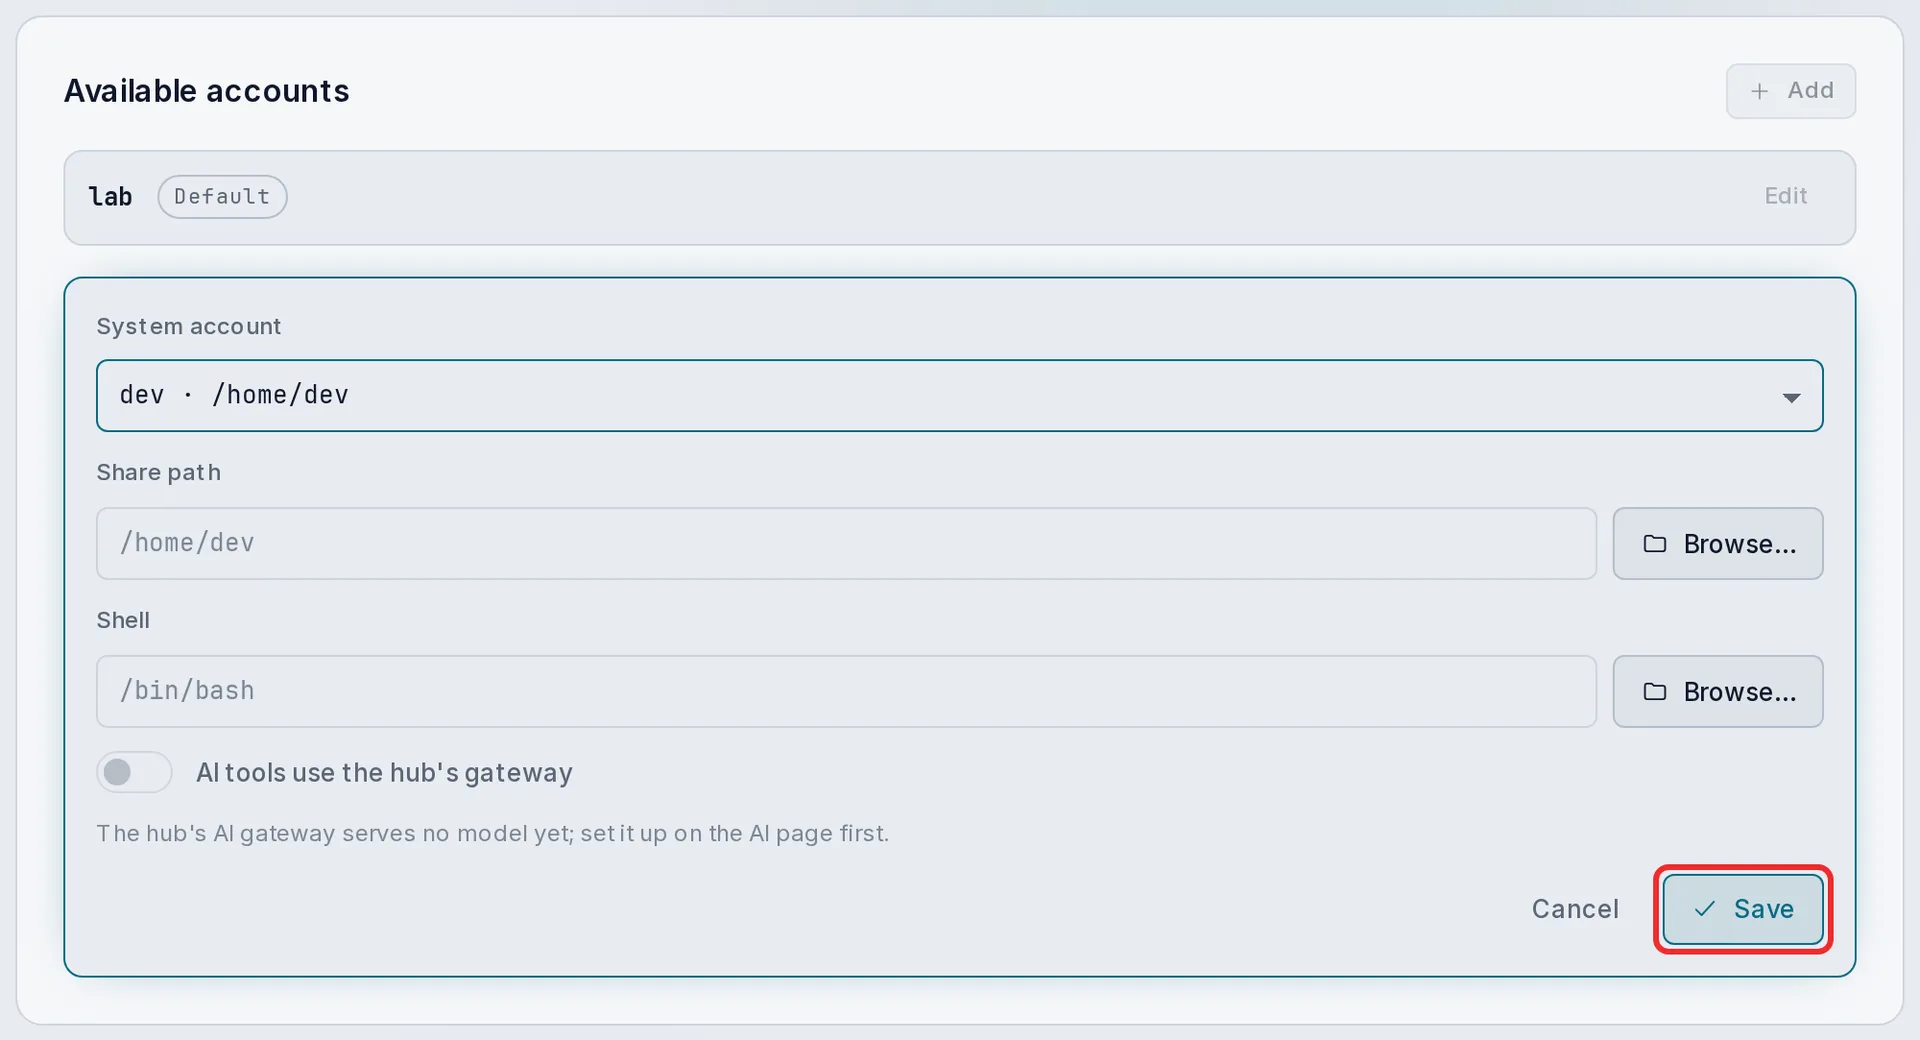 Available accounts
Add
lab
Default
Edit
System account
dev · /home/dev
Share path
/home/dev
Browse...
Shell
/bin/bash
Browse...
AI tools use the hub's gateway
The hub's AI gateway serves no model yet; set it up on the AI page first.
Cancel
Save